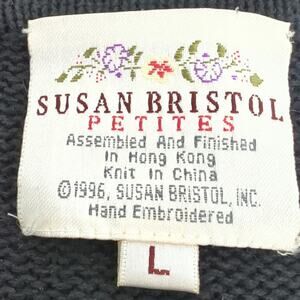 SUSAN BRISTOL
PETITES
Assembled And Finished
In Hong Kong
Knit in China
©1996, SUSAN BRISTOL, INC.
Hand Embroidered
L